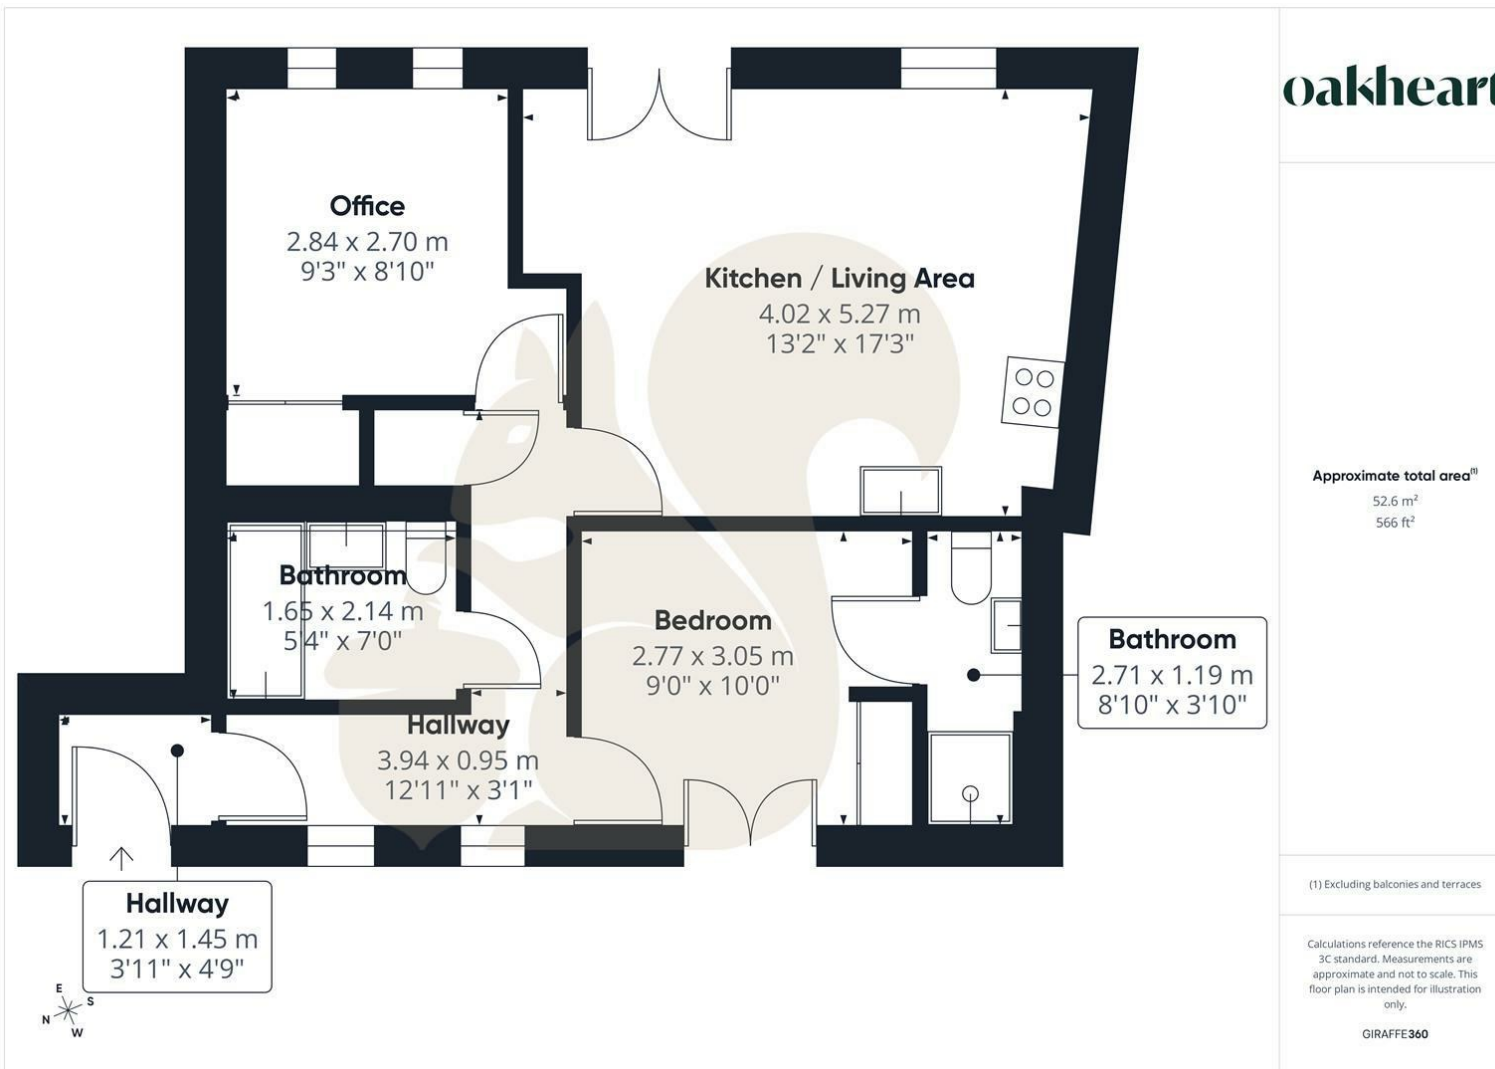 oakheart
Office
2.84 x 2.70 m
9'3" x 8'10"
Kitchen / Living Area
4.02 x 5.27 m
13'2" x 17'3"
Bathroom
1.65 x 2.14 m
5'4" x 7'0"
Bedroom
2.77 x 3.05 m
9'0" x 10'0"
Bathroom
2.71 x 1.19 m
8'10" x 3'10"
Hallway
3.94 x 0.95 m
12'11" x 3'1"
Hallway
1.21 x 1.45 m
3'11" x 4'9"
E
S
N
W
Approximate total area(1)
52.6 m²
566 ft²
(1) Excluding balconies and terraces
Calculations reference the RICS IPMS
3C standard. Measurements are
approximate and not to scale. This
floor plan is intended for illustration
only.
GIRAFFE360